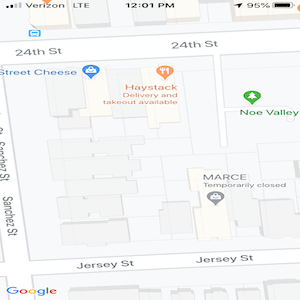 Verizon LTE 12:01 PM 95%
24th St
24th St
Street Cheese
Haystack
Delivery and
takeout available
Noe Valley
Sanchez St
MARCE
Temporarily closed
Sanchez St
Jersey St
Jersey St
Google